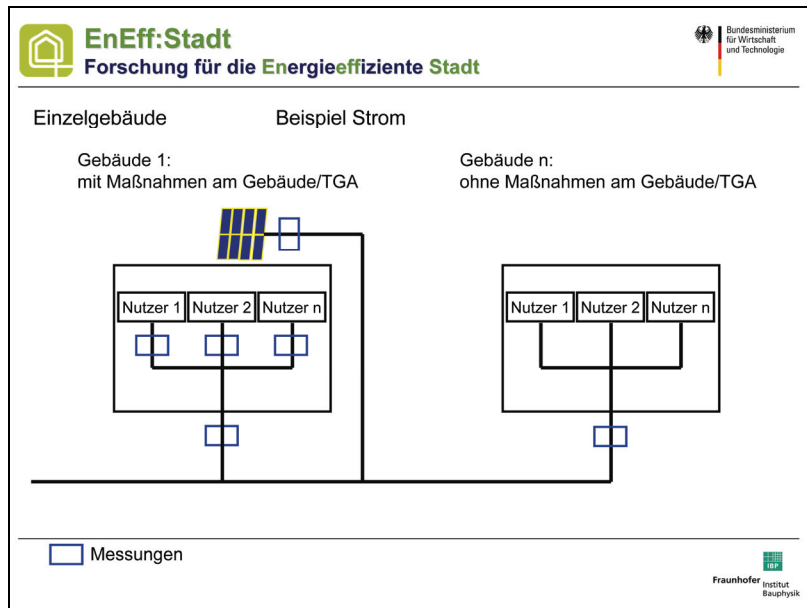 EnEff:Stadt
Forschung für die Energieeffiziente Stadt
Bundesministerium
für Wirtschaft
und Technologie
Einzelgebäude
Beispiel Strom
Gebäude 1:
mit Maßnahmen am Gebäude/TGA
Gebäude n:
ohne Maßnahmen am Gebäude/TGA
Nutzer 1
Nutzer 2
Nutzer n
Nutzer 1
Nutzer 2
Nutzer n
Messungen
IBP
Fraunhofer Institut
Bauphysik